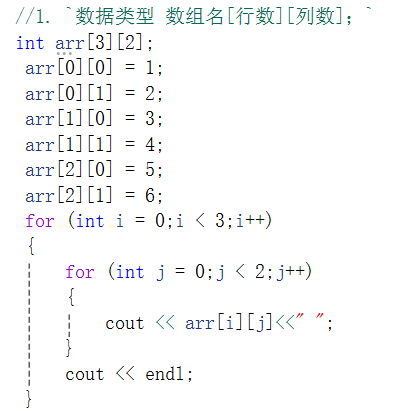 //1. `数据类型 数组名[行数][列数]; `
int arr[3][2];
arr[0][0] = 1;
arr[0][1] = 2;
arr[1][0] = 3;
arr[1][1] = 4;
arr[2][0] = 5;
arr[2][1] = 6;
for (int i = 0;i < 3;i++)
{
for (int j = 0;j < 2;j++)
{
cout << arr[i][j]<<" ";
}
cout << endl;
}